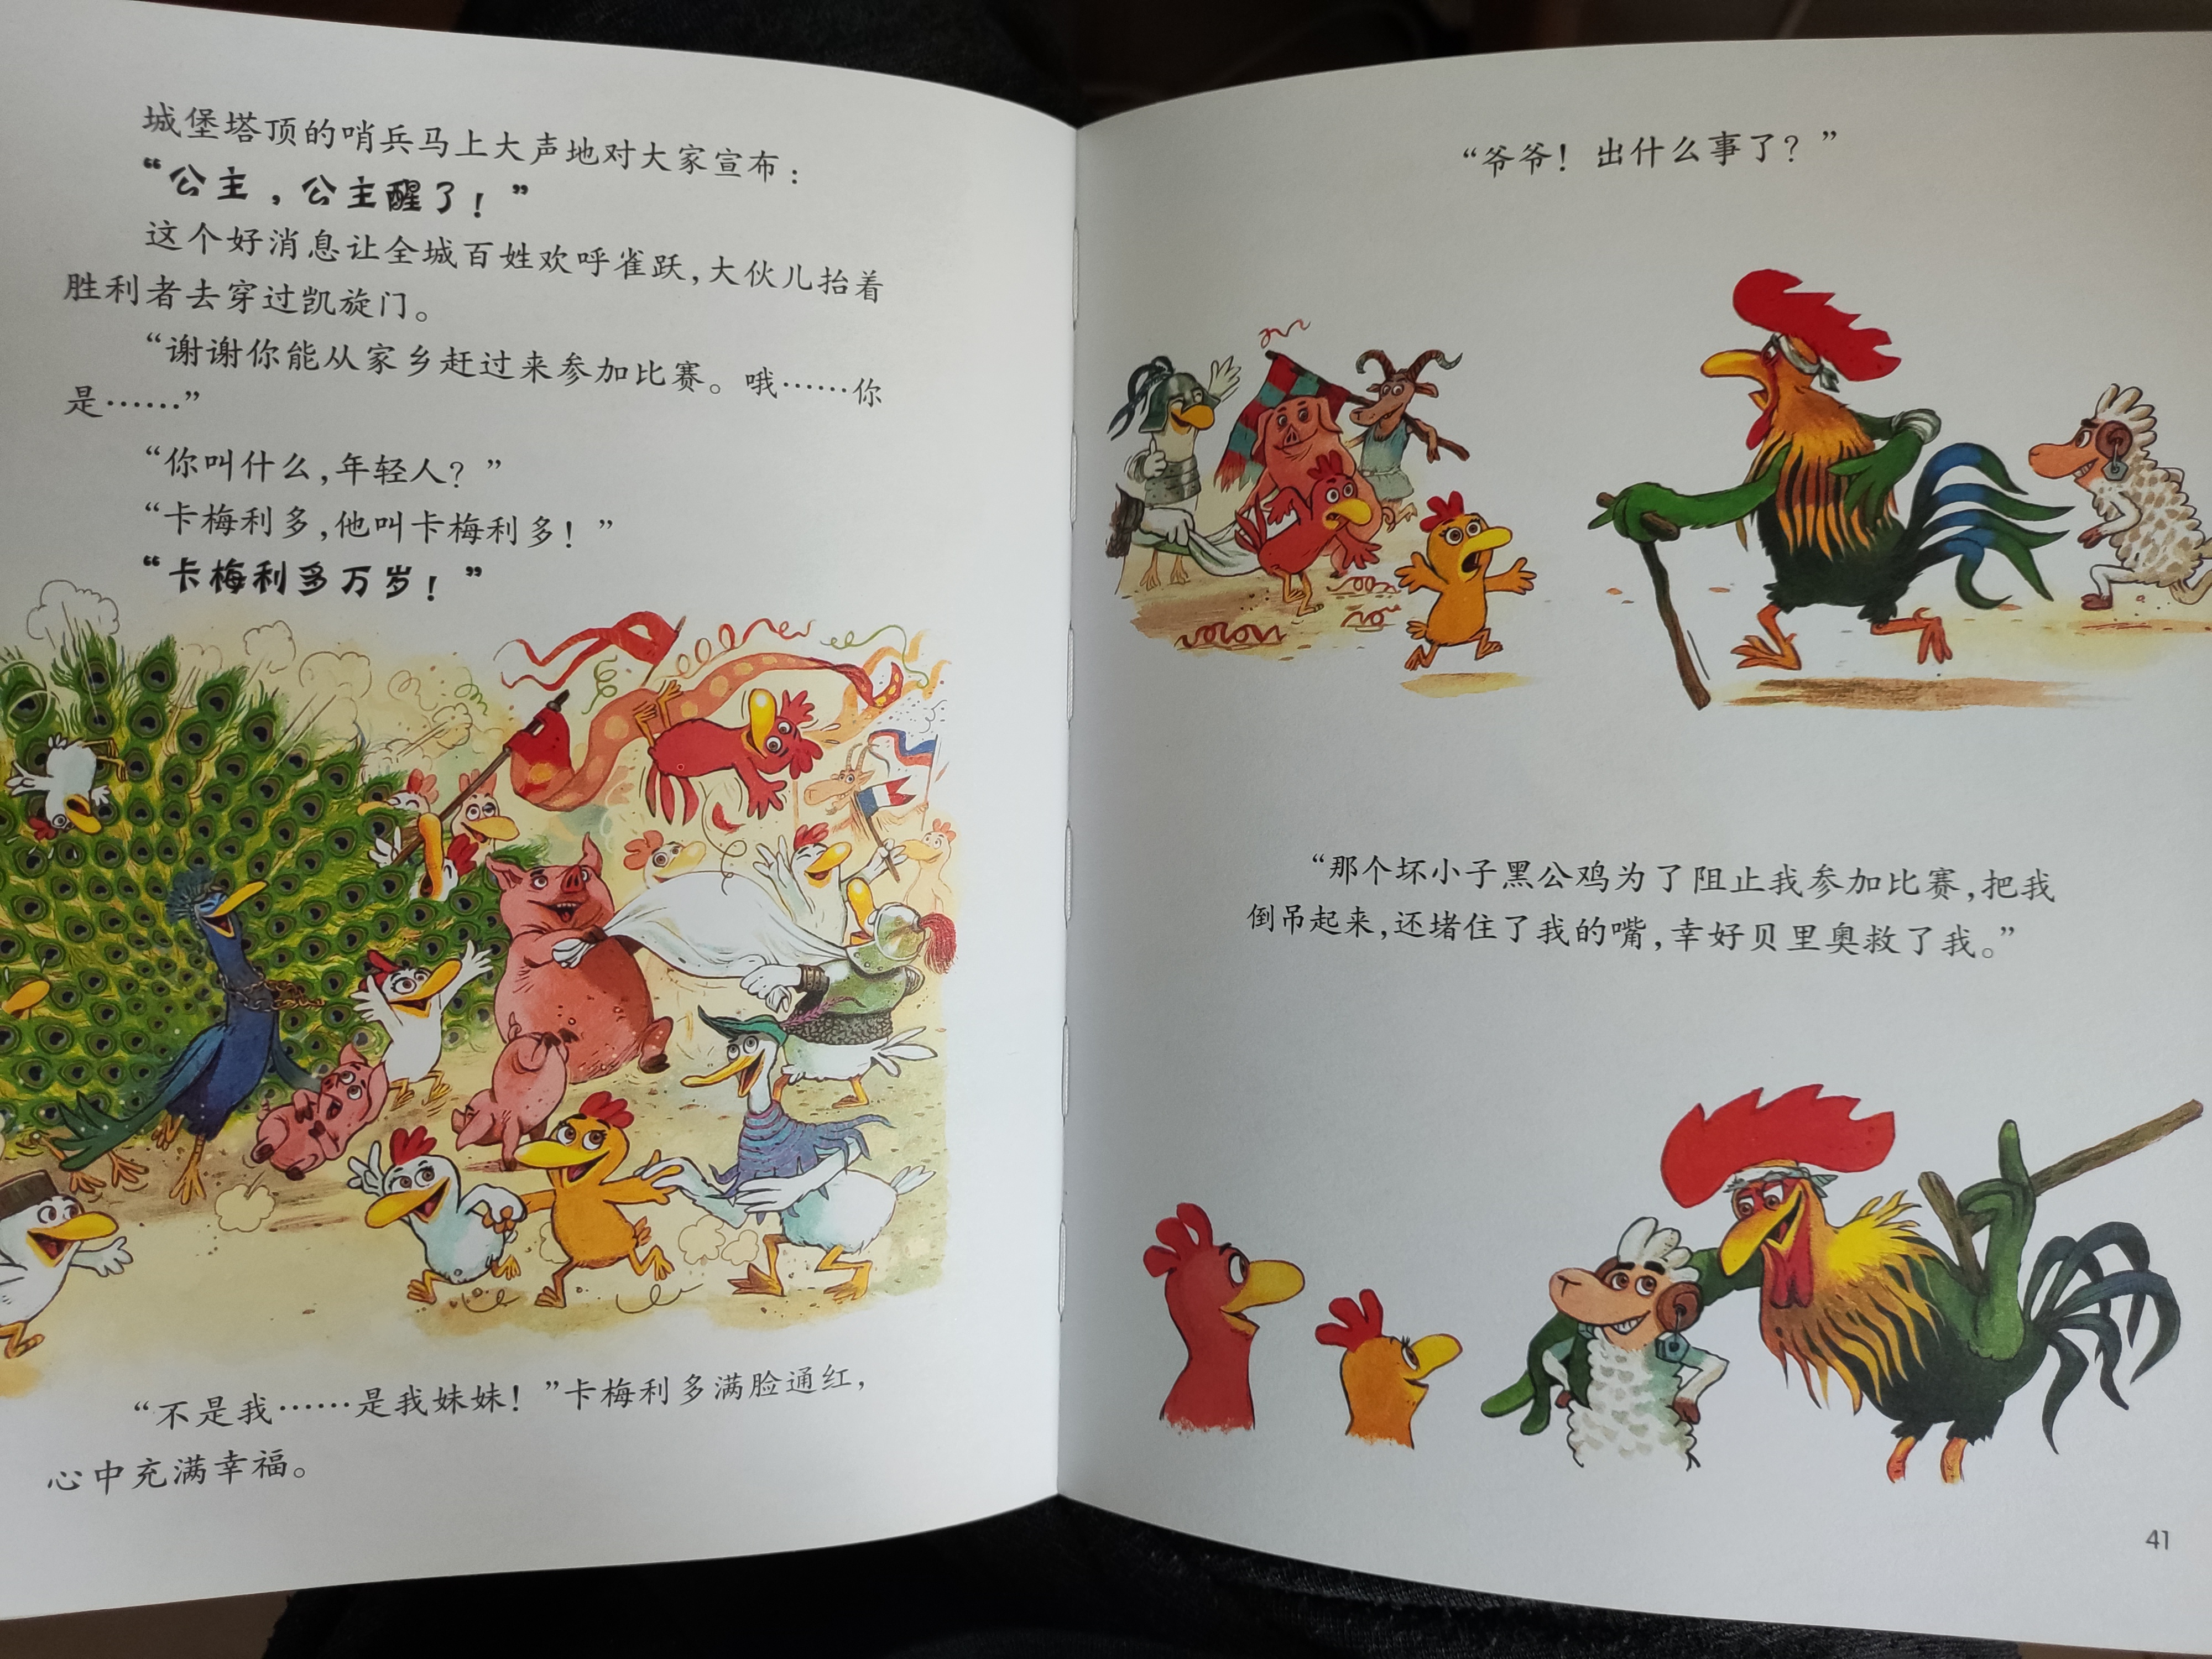 城堡塔顶的哨兵马上大声地对大家宣布：
“公主，公主醒了！”
这个好消息让全城百姓欢呼雀跃，大伙儿抬着
胜利者去穿过凯旋门。
“谢谢你能从家乡赶过来参加比赛。哦……你
是……”
“你叫什么，年轻人？”
“卡梅利多，他叫卡梅利多！”
“卡梅利多万岁！”
“不是我……是我妹妹！”卡梅利多满脸通红，
心中充满幸福。
“爷爷！出什么事了？”
“那个坏小子黑公鸡为了阻止我参加比赛，把我
倒吊起来，还堵住了我的嘴，幸好贝里奥救了我。”
41